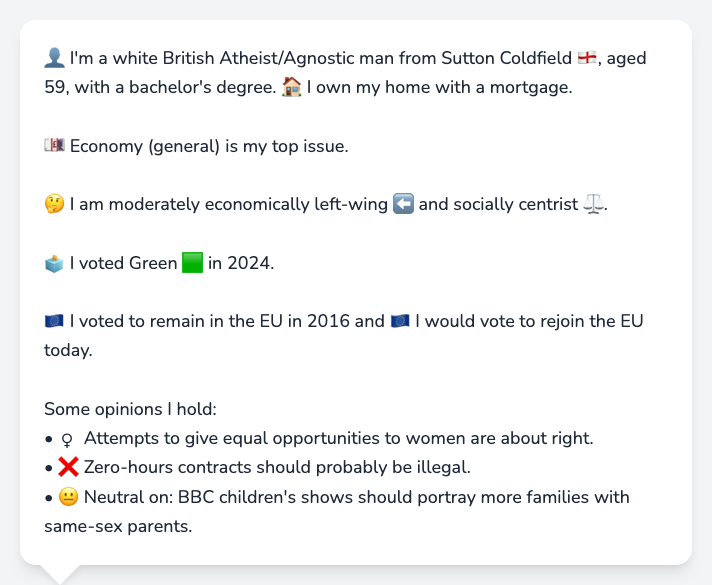 👤 I'm a white British Atheist/Agnostic man from Sutton Coldfield 🏴󠁧󠁢󠁥󠁮󠁧󠁿, aged
59, with a bachelor's degree. 🏠 I own my home with a mortgage.
💷 Economy (general) is my top issue.
🤔 I am moderately economically left-wing ⬅️ and socially centrist ⚖️.
🗳️ I voted Green 🟩 in 2024.
🇪🇺 I voted to remain in the EU in 2016 and 🇪🇺 I would vote to rejoin the EU
today.
Some opinions I hold:
• ♀ Attempts to give equal opportunities to women are about right.
• ❌ Zero-hours contracts should probably be illegal.
• 😐 Neutral on: BBC children's shows should portray more families with
same-sex parents.